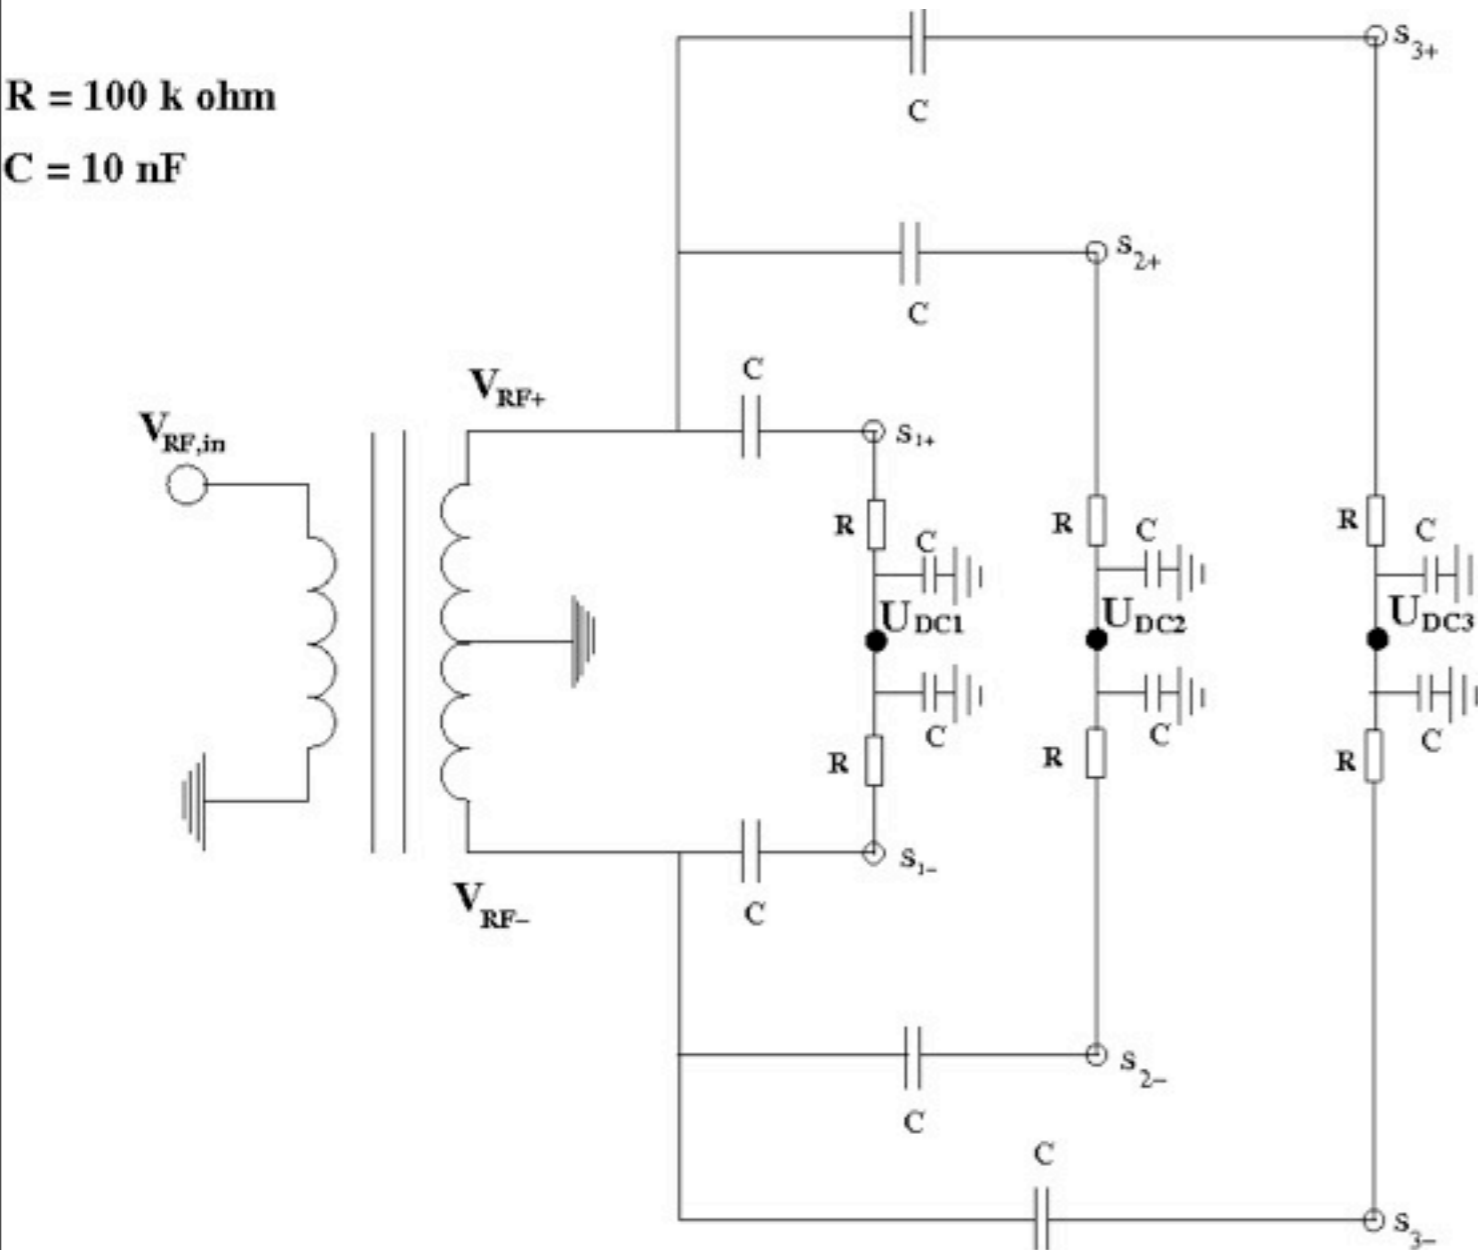 S3+
R = 100 k ohm
C
C = 10 nF
S2+
C
C
VRF+
VRF,in
S1+
R
C
R
C
R
C
UDC1
UDC2
UDC3
C
C
C
R
R
R
S1–
VRF–
C
S2–
C
C
S3–